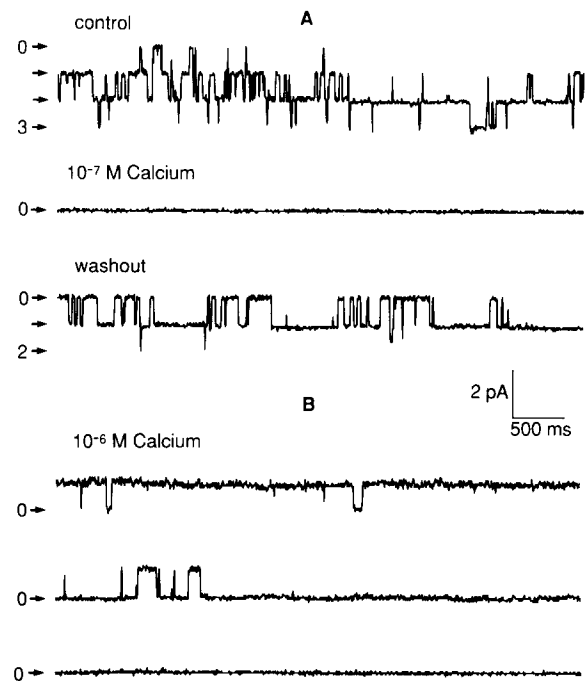 A
control
0
3
10⁻⁷ M Calcium
0
washout
0
2
2 pA
500 ms
B
10⁻⁶ M Calcium
0
0
0